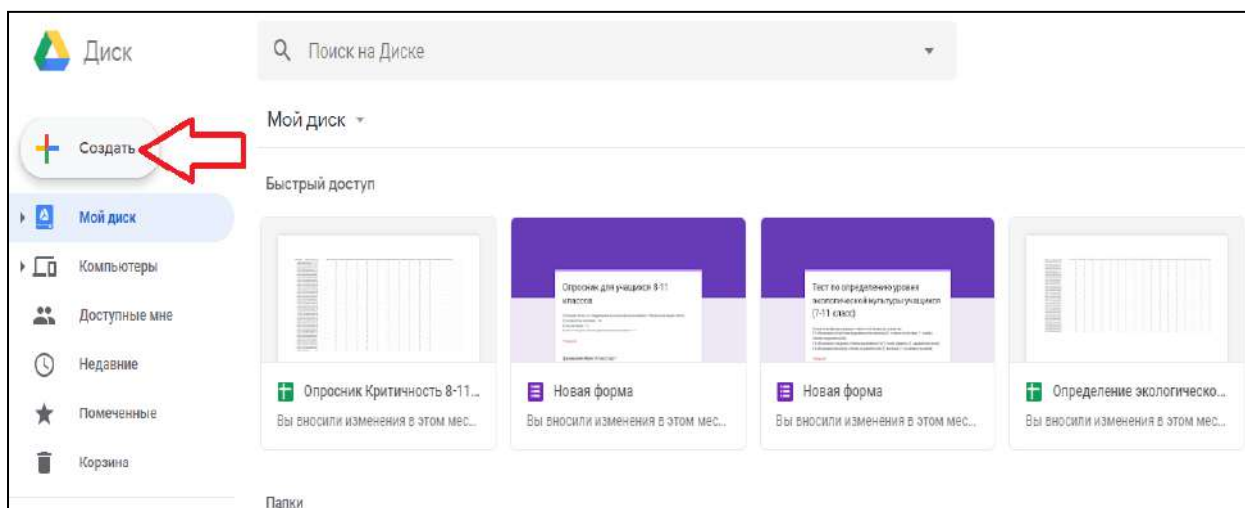 Диск
Поиск на Диске
Создать
Мой диск
Быстрый доступ
Мой диск
Компьютеры
Доступные мне
Недавние
Помеченные
Корзина
Опросник для учащихся 8-11 классов
Тест по определению уровня экологической культуры учащихся (7-11 класс)
Опросник Критичность 8-11...
Новая форма
Новая форма
Определение экологическо...
Вы вносили изменения в этом мес...
Вы вносили изменения в этом мес...
Вы вносили изменения в этом мес...
Вы вносили изменения в этом мес...
Папки